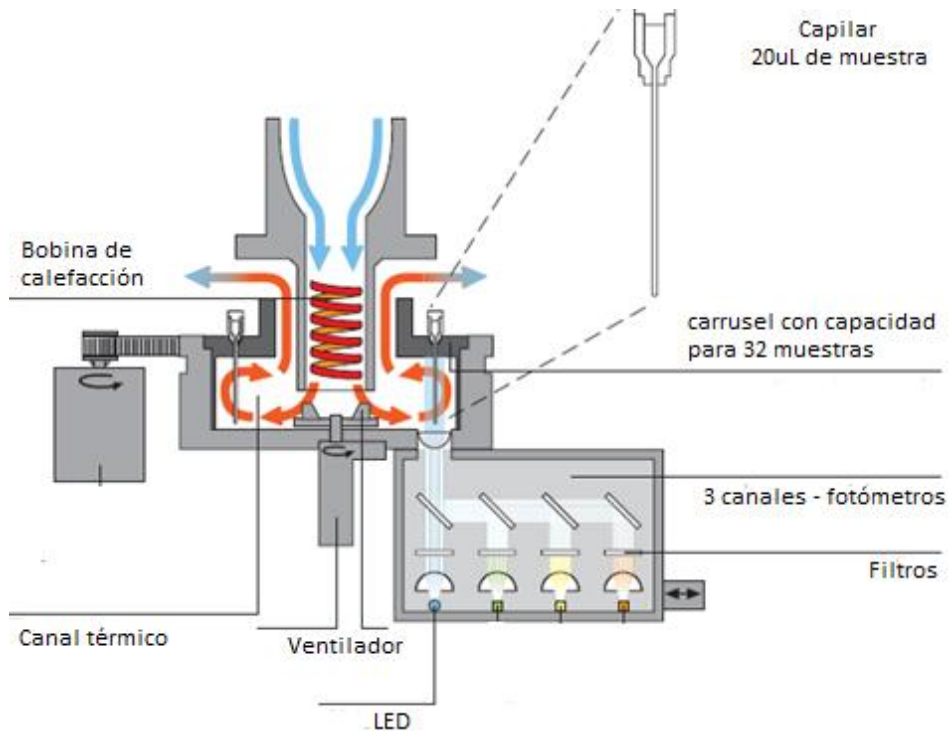 Capilar
20uL de muestra
Bobina de
calefacción
carrusel con capacidad
para 32 muestras
3 canales - fotómetros
Filtros
Canal térmico
Ventilador
LED